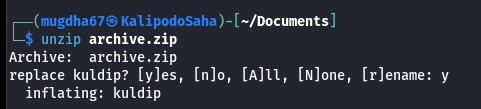 ┌──(mugdha67㉿KalipodoSaha)-[~/Documents]
└─$ unzip archive.zip
Archive:  archive.zip
replace kuldip? [y]es, [n]o, [A]ll, [N]one, [r]ename: y
  inflating: kuldip